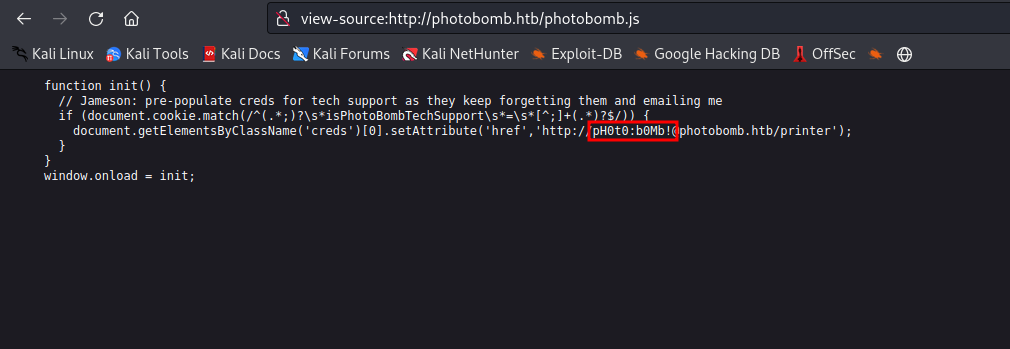 view-source:http://photobomb.htb/photobomb.js
Kali Linux Kali Tools Kali Docs Kali Forums Kali NetHunter Exploit-DB Google Hacking DB OffSec
function init() {
// Jameson: pre-populate creds for tech support as they keep forgetting them and emailing me
if (document.cookie.match(/^(.*;)?\s*isPhotoBombTechSupport\s*=\s*[^;]+(.*)?$/)) {
document.getElementsByClassName('creds')[0].setAttribute('href','http://pH0t0:b0Mb!@photobomb.htb/printer');
}
}
window.onload = init;